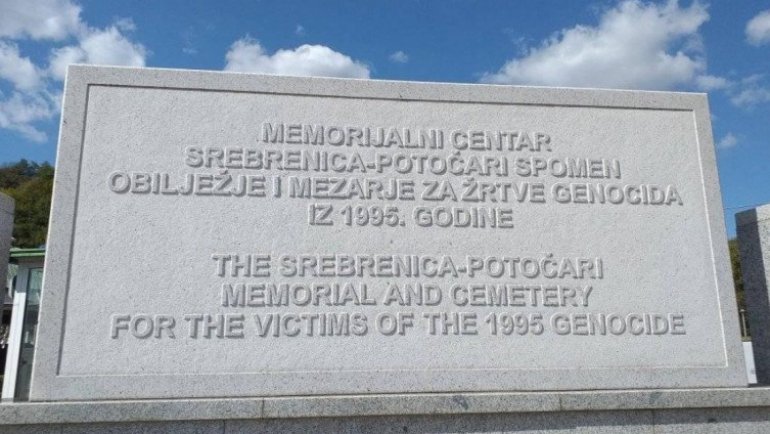 MEMORIJALNI CENTAR
SREBRENICA-POTOČARI SPOMEN
OBILJEŽJE I MEZARJE ZA ŽRTVE GENOCIDA
IZ 1995. GODINE
THE SREBRENICA-POTOČARI
MEMORIAL AND CEMETERY
FOR THE VICTIMS OF THE 1995 GENOCIDE